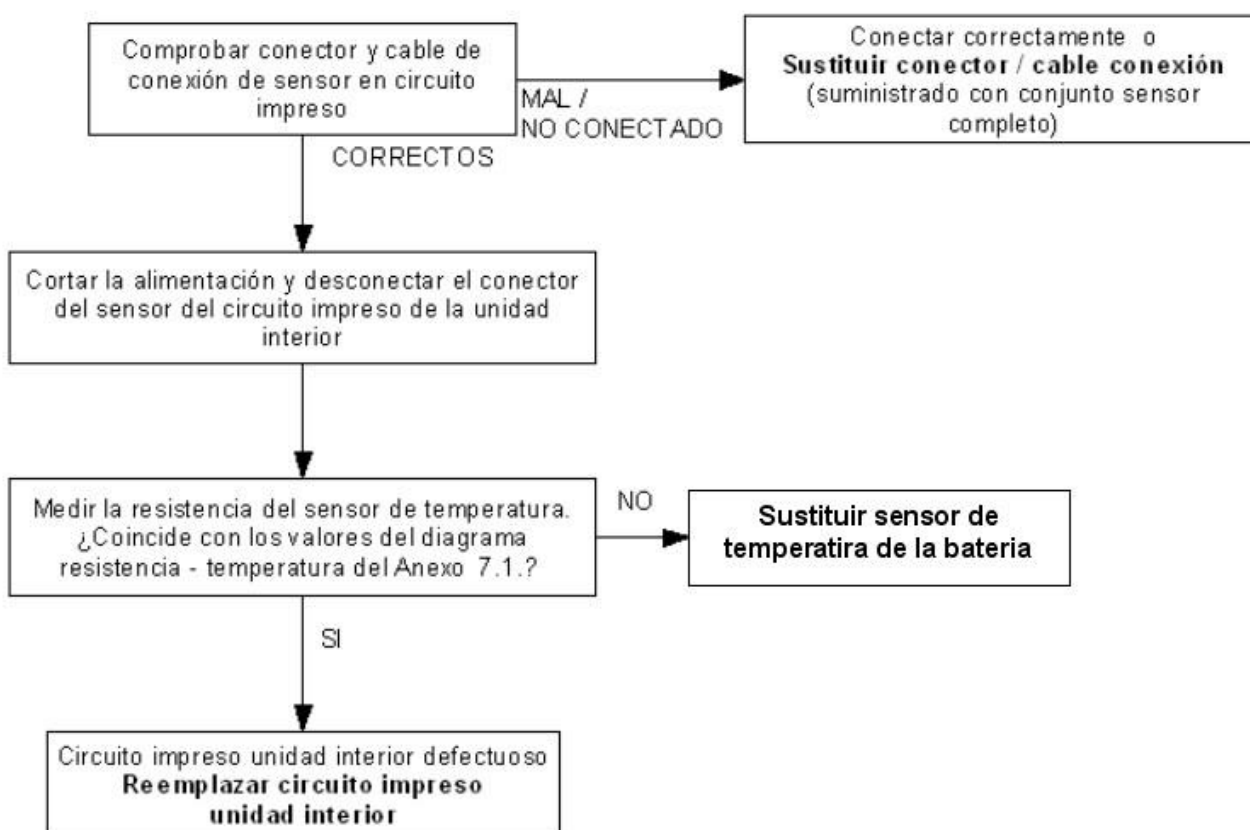 Comprobar conector y cable de
conexión de sensor en circuito
impreso
MAL /
NO CONECTADO
Conectar correctamente o
Sustituir conector / cable conexión
(suministrado con conjunto sensor
completo)
CORRECTOS
Cortar la alimentación y desconectar el conector
del sensor del circuito impreso de la unidad
interior
Medir la resistencia del sensor de temperatura.
¿Coincide con los valores del diagrama
resistencia - temperatura del Anexo 7.1.?
NO
Sustituir sensor de
temperatira de la bateria
SI
Circuito impreso unidad interior defectuoso
Reemplazar circuito impreso
unidad interior